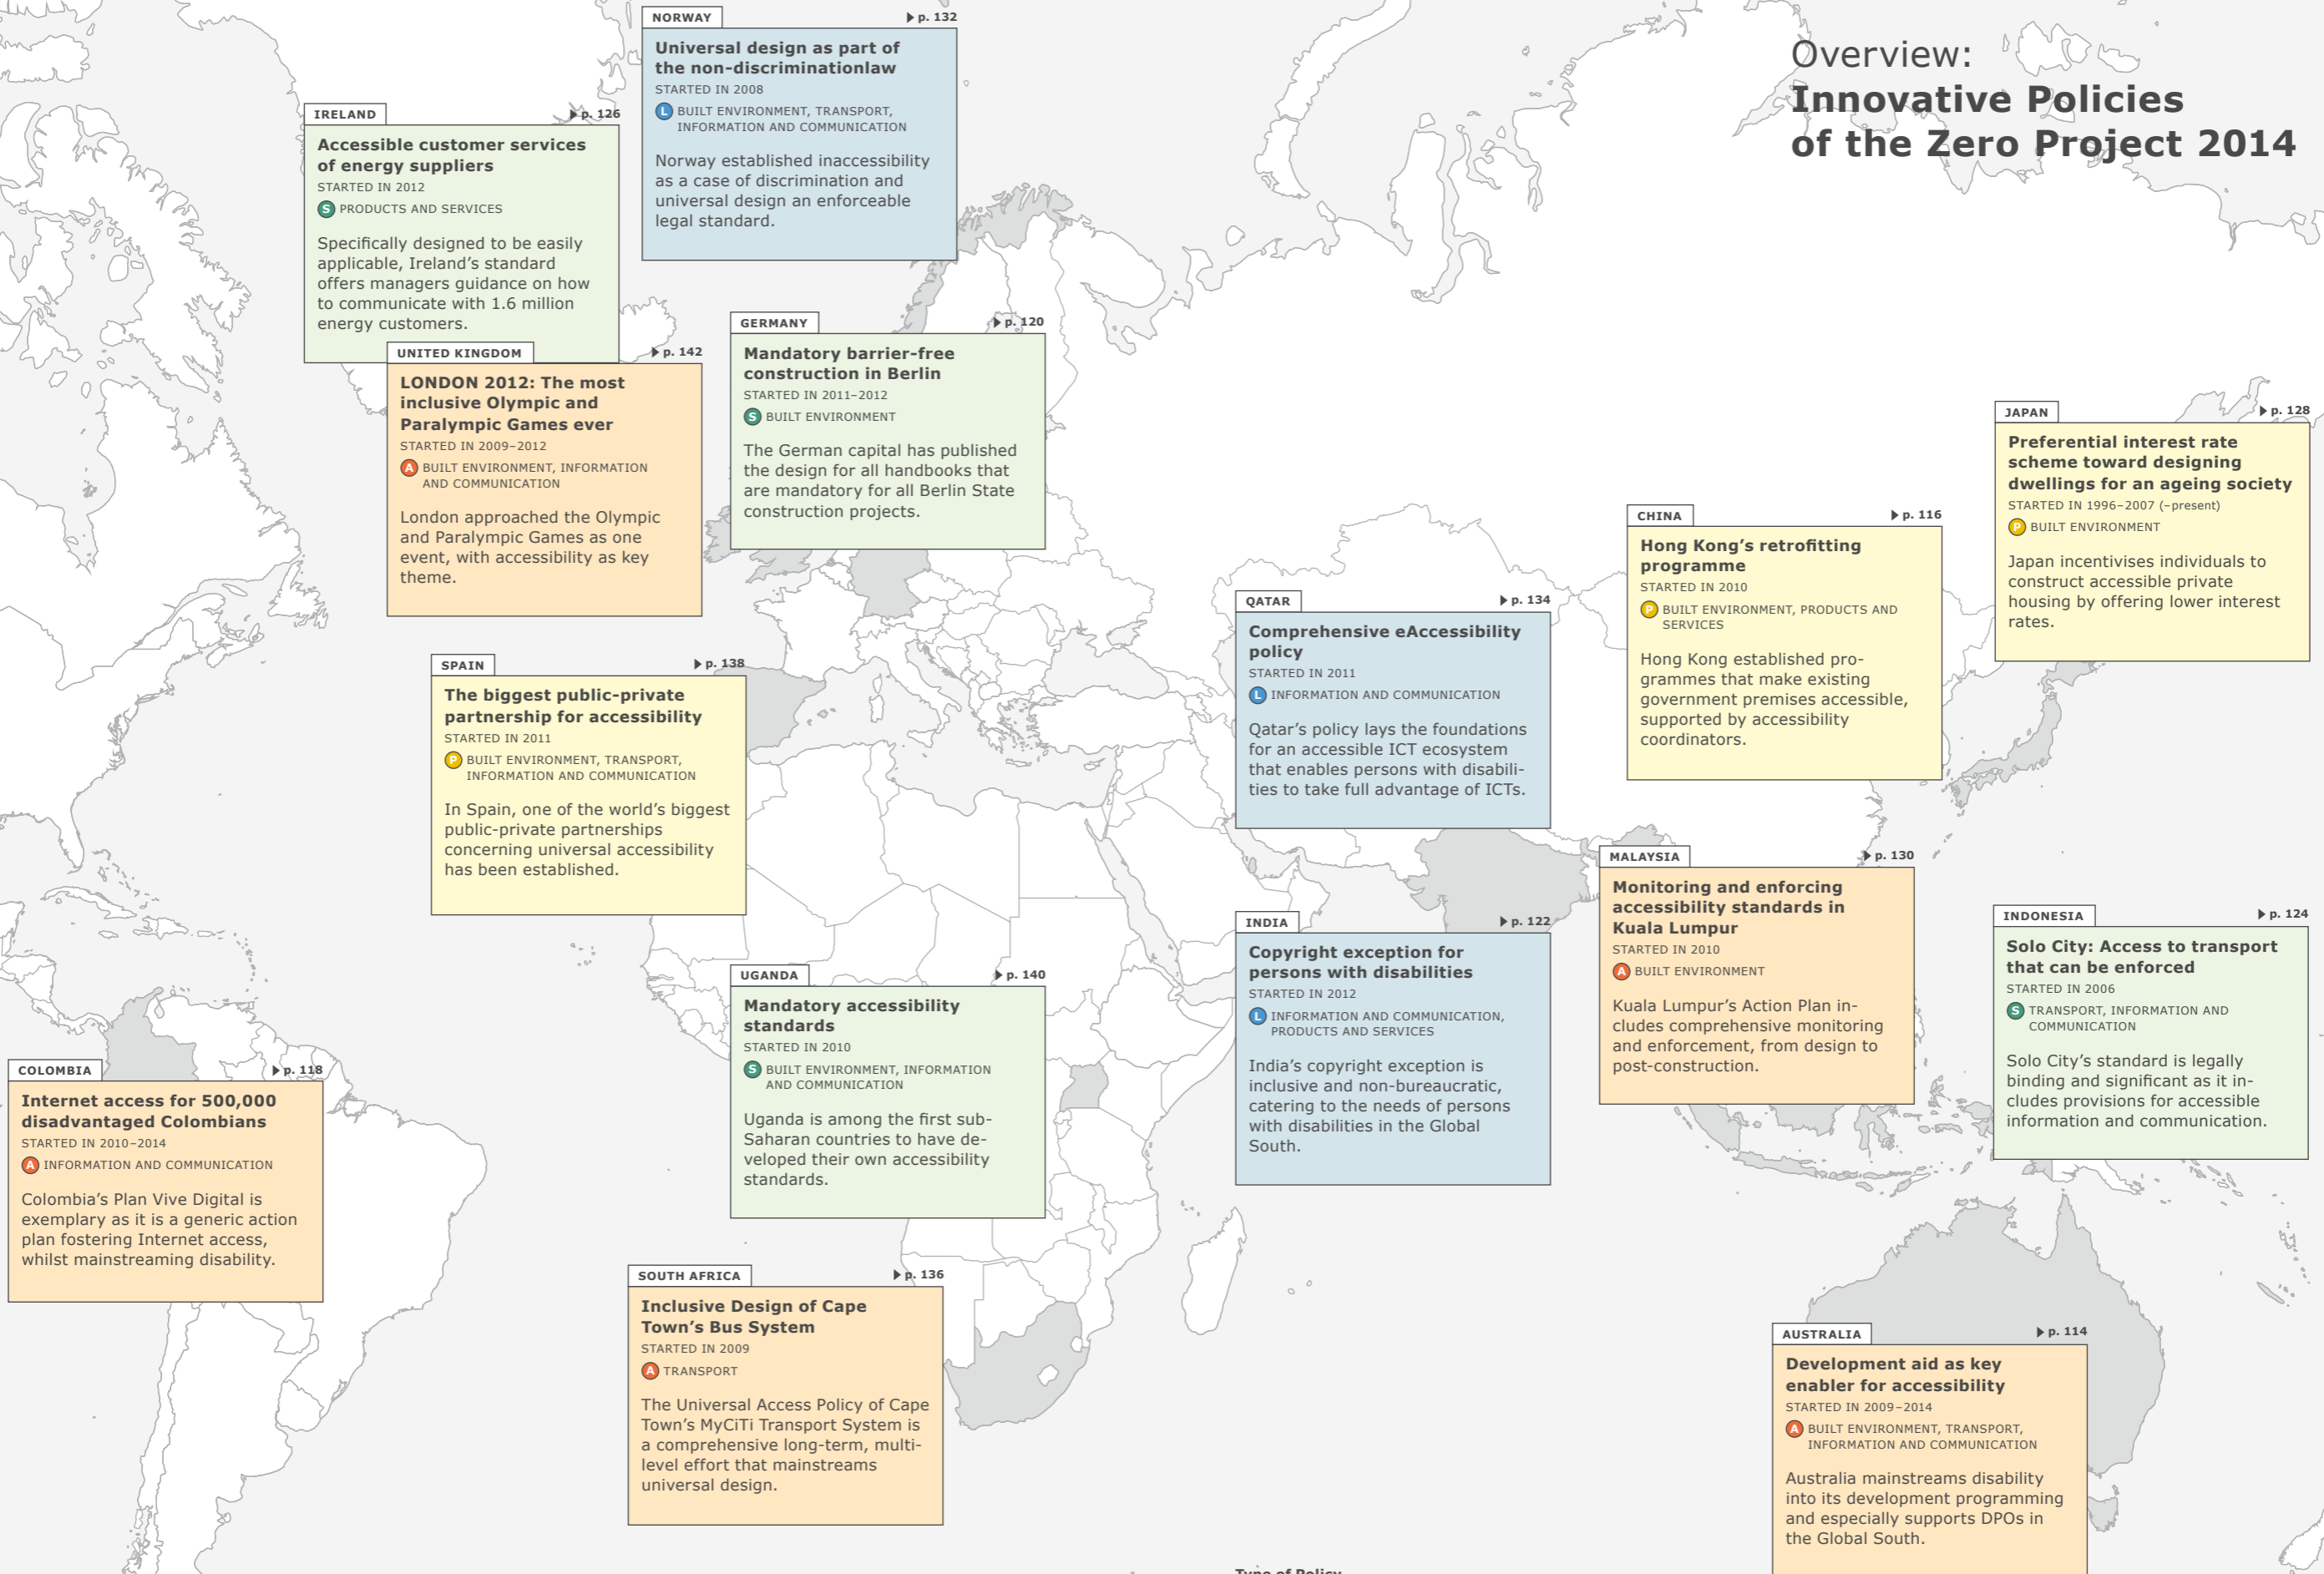 Overview:
Innovative Policies
of the Zero Project 2014
NORWAY
p. 132
Universal design as part of
the non-discriminationlaw
STARTED IN 2008
L BUILT ENVIRONMENT, TRANSPORT,
INFORMATION AND COMMUNICATION
Norway established inaccessibility
as a case of discrimination and
universal design an enforceable
legal standard.
IRELAND
p. 126
Accessible customer services
of energy suppliers
STARTED IN 2012
S PRODUCTS AND SERVICES
Specifically designed to be easily
applicable, Ireland’s standard
offers managers guidance on how
to communicate with 1.6 million
energy customers.
UNITED KINGDOM
p. 142
LONDON 2012: The most
inclusive Olympic and
Paralympic Games ever
STARTED IN 2009–2012
A BUILT ENVIRONMENT, INFORMATION
AND COMMUNICATION
London approached the Olympic
and Paralympic Games as one
event, with accessibility as key
theme.
GERMANY
p. 120
Mandatory barrier-free
construction in Berlin
STARTED IN 2011–2012
S BUILT ENVIRONMENT
The German capital has published
the design for all handbooks that
are mandatory for all Berlin State
construction projects.
JAPAN
p. 128
Preferential interest rate
scheme toward designing
dwellings for an ageing society
STARTED IN 1996–2007 (–present)
P BUILT ENVIRONMENT
Japan incentivises individuals to
construct accessible private
housing by offering lower interest
rates.
CHINA
p. 116
Hong Kong’s retrofitting
programme
STARTED IN 2010
P BUILT ENVIRONMENT, PRODUCTS AND
SERVICES
Hong Kong established pro-
grammes that make existing
government premises accessible,
supported by accessibility
coordinators.
QATAR
p. 134
Comprehensive eAccessibility
policy
STARTED IN 2011
L INFORMATION AND COMMUNICATION
Qatar’s policy lays the foundations
for an accessible ICT ecosystem
that enables persons with disabili-
ties to take full advantage of ICTs.
SPAIN
p. 138
The biggest public-private
partnership for accessibility
STARTED IN 2011
P BUILT ENVIRONMENT, TRANSPORT,
INFORMATION AND COMMUNICATION
In Spain, one of the world’s biggest
public-private partnerships
concerning universal accessibility
has been established.
MALAYSIA
p. 130
Monitoring and enforcing
accessibility standards in
Kuala Lumpur
STARTED IN 2010
A BUILT ENVIRONMENT
Kuala Lumpur’s Action Plan in-
cludes comprehensive monitoring
and enforcement, from design to
post-construction.
INDONESIA
p. 124
Solo City: Access to transport
that can be enforced
STARTED IN 2006
S TRANSPORT, INFORMATION AND
COMMUNICATION
Solo City’s standard is legally
binding and significant as it in-
cludes provisions for accessible
information and communication.
INDIA
p. 122
Copyright exception for
persons with disabilities
STARTED IN 2012
L INFORMATION AND COMMUNICATION,
PRODUCTS AND SERVICES
India’s copyright exception is
inclusive and non-bureaucratic,
catering to the needs of persons
with disabilities in the Global
South.
UGANDA
p. 140
Mandatory accessibility
standards
STARTED IN 2010
S BUILT ENVIRONMENT, INFORMATION
AND COMMUNICATION
Uganda is among the first sub-
Saharan countries to have de-
veloped their own accessibility
standards.
COLOMBIA
p. 118
Internet access for 500,000
disadvantaged Colombians
STARTED IN 2010–2014
A INFORMATION AND COMMUNICATION
Colombia’s Plan Vive Digital is
exemplary as it is a generic action
plan fostering Internet access,
whilst mainstreaming disability.
SOUTH AFRICA
p. 136
Inclusive Design of Cape
Town’s Bus System
STARTED IN 2009
A TRANSPORT
The Universal Access Policy of Cape
Town’s MyCiTi Transport System is
a comprehensive long-term, multi-
level effort that mainstreams
universal design.
AUSTRALIA
p. 114
Development aid as key
enabler for accessibility
STARTED IN 2009–2014
A BUILT ENVIRONMENT, TRANSPORT,
INFORMATION AND COMMUNICATION
Australia mainstreams disability
into its development programming
and especially supports DPOs in
the Global South.
Type of Policy